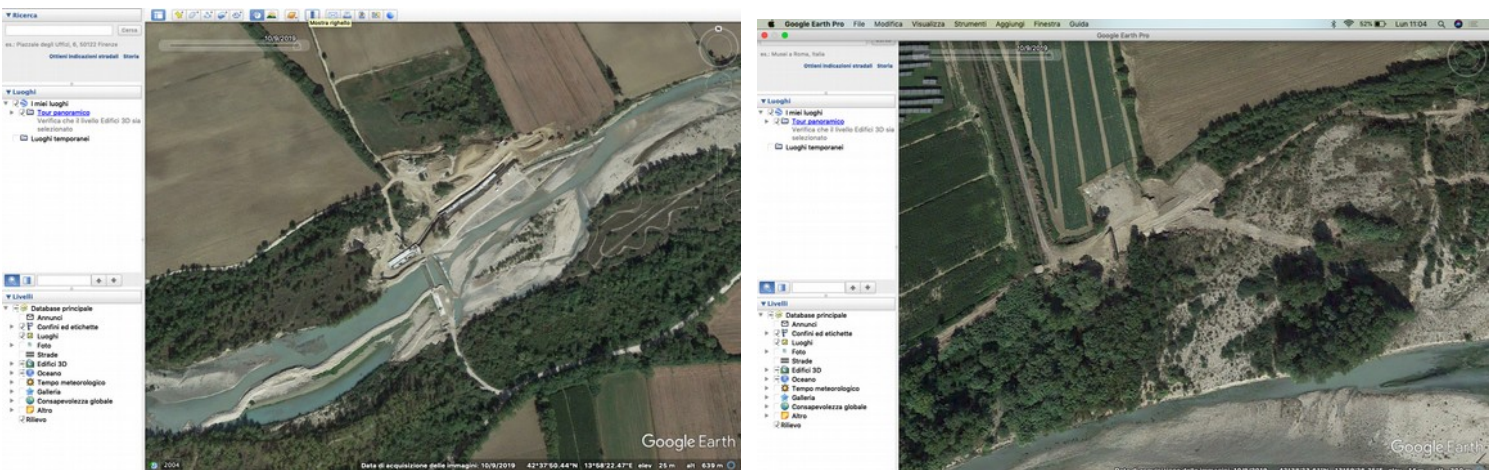 ▼ Ricerca
Cerca
es.: Piazzale degli Uffizi, 6, 50122 Firenze
Ottieni indicazioni stradali Storia
▼ Luoghi
I miei luoghi
Tour panoramico
Verifica che il livello Edifici 3D sia
selezionato
Luoghi temporanei
▼ Livelli
Database principale
Annunci
Confini ed etichette
Luoghi
Foto
Strade
Edifici 3D
Oceano
Tempo meteorologico
Galleria
Consapevolezza globale
Altro
Rilievo
Mostra righello
10/9/2019
Google Earth
2004
Data di acquisizione delle immagini: 10/9/2019 42°37'50.44"N 13°58'22.47"E elev 25 m alt 639 m
Google Earth Pro File Modifica Visualizza Strumenti Aggiungi Finestra Guida
52% Lun 11:04
Google Earth Pro
es.: Musei a Roma, Italia
Ottieni indicazioni stradali Storia
▼ Luoghi
I miei luoghi
Tour panoramico
Verifica che il livello Edifici 3D sia
selezionato
Luoghi temporanei
▼ Livelli
Database principale
Annunci
Confini ed etichette
Luoghi
Foto
Strade
Edifici 3D
Oceano
Tempo meteorologico
Galleria
Consapevolezza globale
Altro
Rilievo
10/9/2019
Google Earth